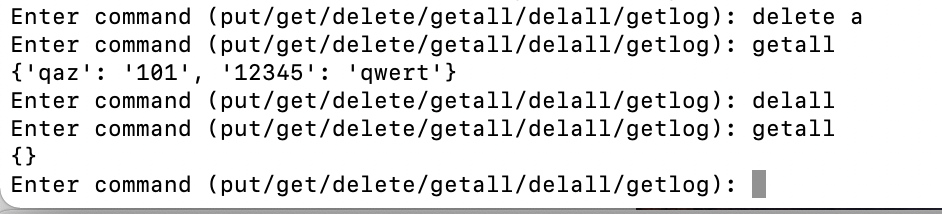 Enter command (put/get/delete/getall/delall/getlog): delete a
Enter command (put/get/delete/getall/delall/getlog): getall
{'qaz': '101', '12345': 'qwert'}
Enter command (put/get/delete/getall/delall/getlog): delall
Enter command (put/get/delete/getall/delall/getlog): getall
{}
Enter command (put/get/delete/getall/delall/getlog):